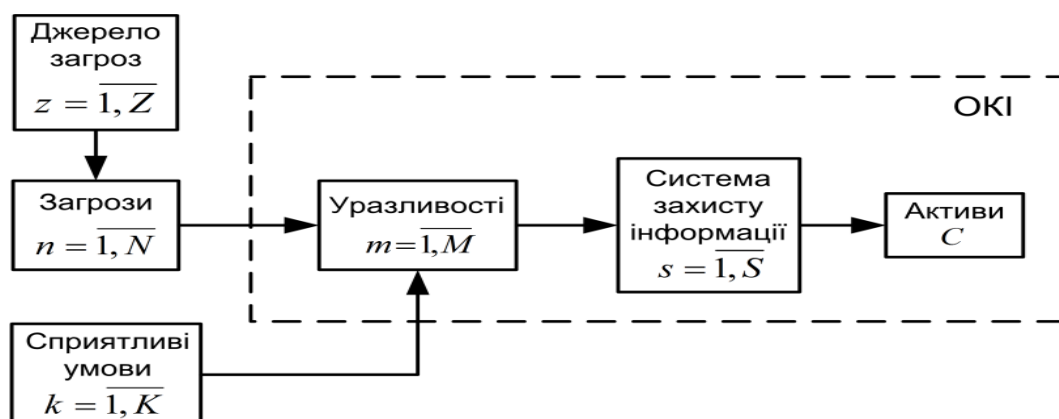 Джерело
загроз
z = 1, Z
Загрози
n = 1, N
Сприятливі
умови
k = 1, K
ОКІ
Уразливості
m=1,M
Система
захисту
інформації
s = 1, S
Активи
C